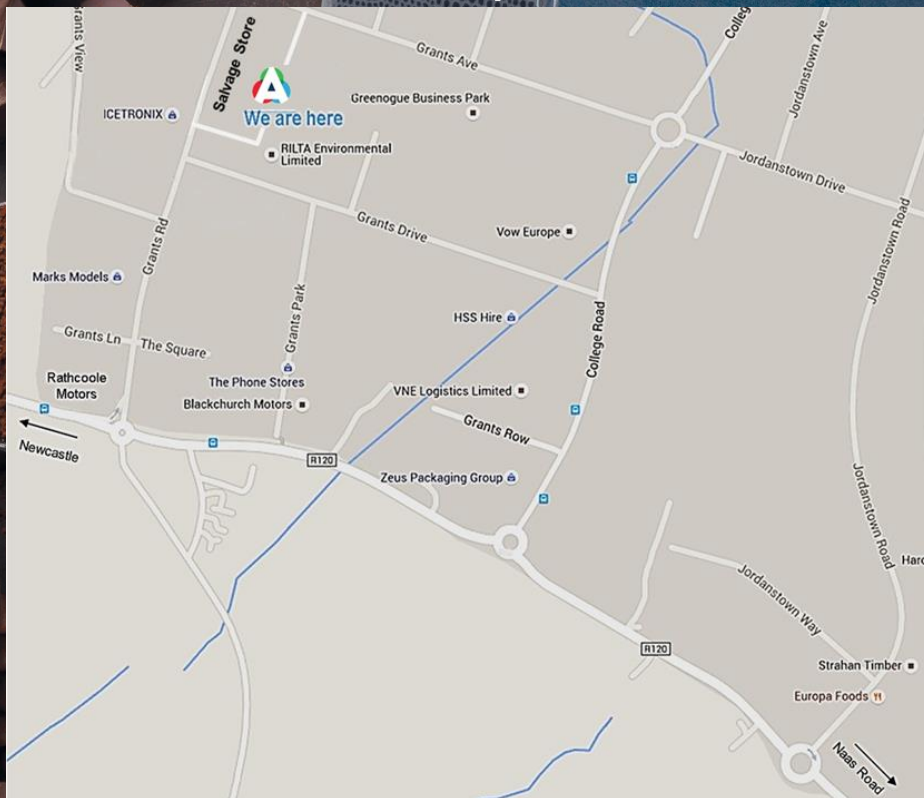 Grants View
Salvage Store
Grants Ave
Jordanstown Ave
ICETRONIX
A
We are here
Greenogue Business Park
RILTA Environmental
Limited
Jordanstown Drive
Grants Rd
Grants Drive
Vow Europe
Jordanstown Road
Marks Models
Grants Park
HSS Hire
College Road
Grants Ln
The Square
Rathcoole
Motors
The Phone Stores
Blackchurch Motors
VNE Logistics Limited
Newcastle
Grants Row
R120
Zeus Packaging Group
Jordanstown Road
Jordanstown Way
R120
Strahan Timber
Europa Foods
Naas Road